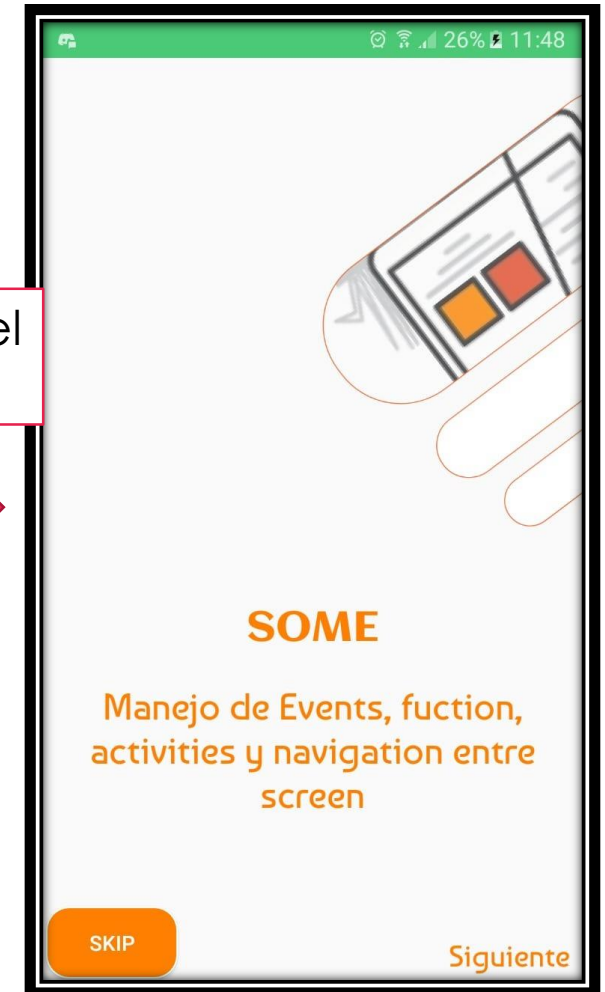 26% 11:48
el
SOME
Manejo de Events, fuction,
activities y navigation entre
screen
SKIP
Siguiente